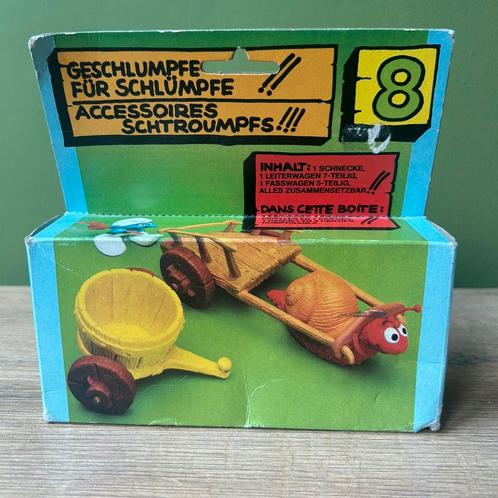 GESCHLUMPFE
FÜR SCHLÜMPFE !!
ACCESSOIRES
SCHTROUMPFS!!!
8
INHALT: 1 SCHNECKE,
1 LEITERWAGEN 7-TEILIG,
1 FASSWAGEN 5-TEILIG,
ALLES ZUSAMMENSETZBAR.!!
DANS CETTE BOITE: